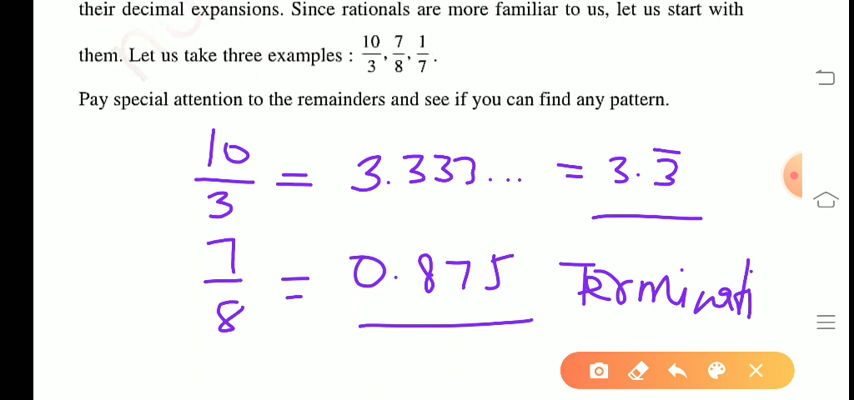 their decimal expansions. Since rationals are more familiar to us, let us start with
them. Let us take three examples : 10/3, 7/8, 1/7.
Pay special attention to the remainders and see if you can find any pattern.
10/3 = 3.333... = 3.3̅
7/8 = 0.875 Terminati